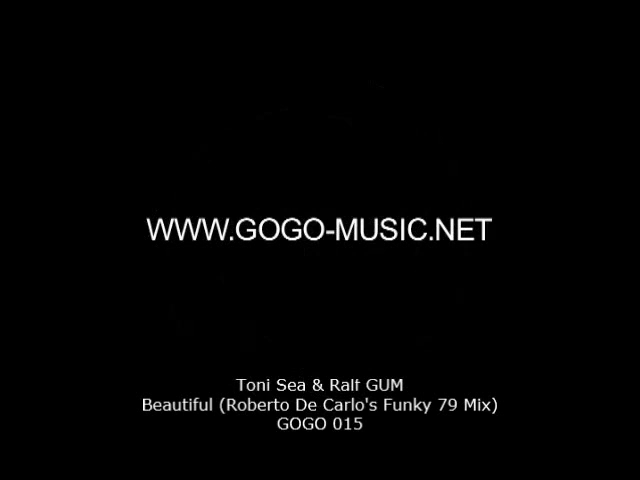 WWW.GOGO-MUSIC.NET
Toni Sea & Ralf GUM
Beautiful (Roberto De Carlo's Funky 79 Mix)
GOGO 015